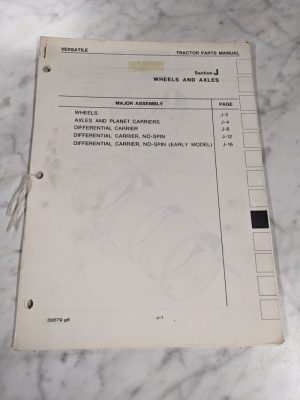 VERSATILE TRACTOR PARTS MANUAL
Section J
WHEELS AND AXLES
MAJOR ASSEMBLY PAGE
WHEELS J-2
AXLES AND PLANET CARRIERS J-4
DIFFERENTIAL CARRIER J-8
DIFFERENTIAL CARRIER, NO-SPIN J-12
DIFFERENTIAL CARRIER, NO-SPIN (EARLY MODEL) J-16
J-1